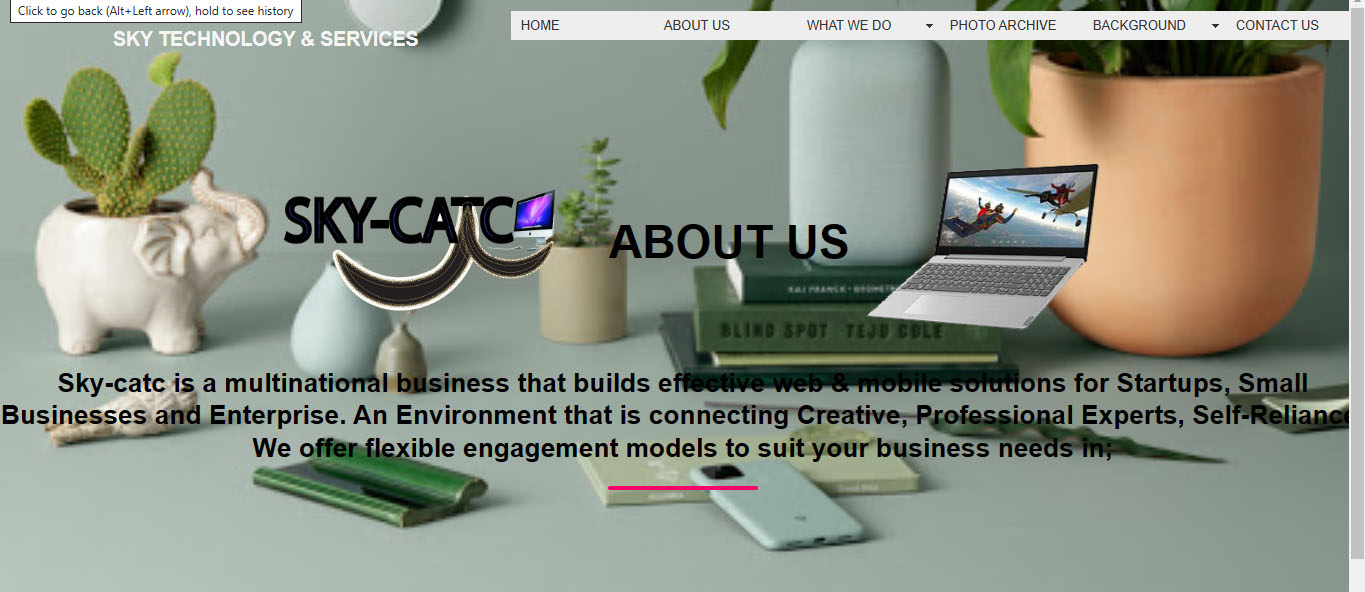 Click to go back (Alt+Left arrow), hold to see history
SKY TECHNOLOGY & SERVICES
HOME ABOUT US WHAT WE DO PHOTO ARCHIVE BACKGROUND CONTACT US
SKY-CATC
ABOUT US
KAJ FRANCK
BLIND SPOT TEJU COLE
Sky-catc is a multinational business that builds effective web & mobile solutions for Startups, Small
Businesses and Enterprise. An Environment that is connecting Creative, Professional Experts, Self-Reliance
We offer flexible engagement models to suit your business needs in;